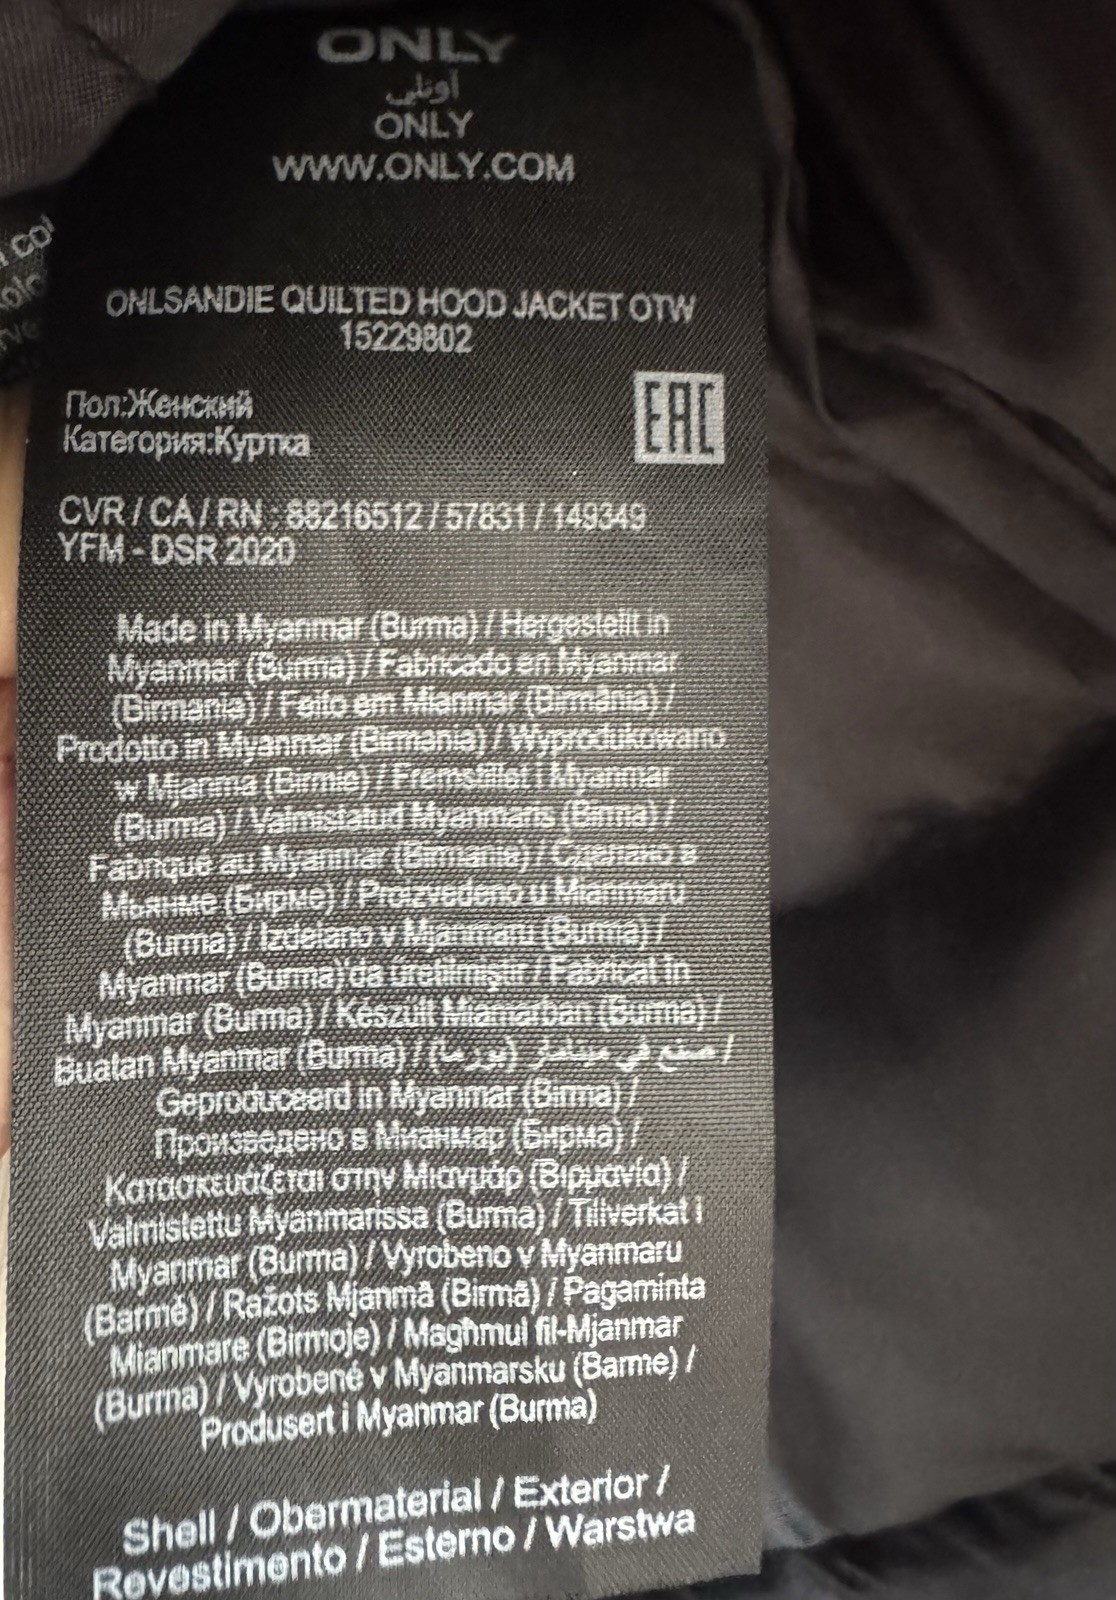 ONLY
أونلي
ONLY
WWW.ONLY.COM
ONLSANDIE QUILTED HOOD JACKET OTW
15229802
Пол:Женский
Категория:Куртка
EAC
CVR / CA / RN : 88216512 / 57831 / 149349
YFM - DSR 2020
Made in Myanmar (Burma) / Hergestellt in
Myanmar (Burma) / Fabricado en Myanmar
(Birmania) / Feito em Mianmar (Birmânia) /
Prodotto in Myanmar (Birmania) / Wyprodukowano
w Mjanma (Birmie) / Fremstillet i Myanmar
(Burma) / Valmistatud Myanmaris (Birma) /
Fabriqué au Myanmar (Birmanie) / Сделано в
Мьянме (Бирме) / Proizvedeno u Mianmaru
(Burma) / Izdelano v Mjanmaru (Burma) /
Myanmar (Burma)'da üretilmiştir / Fabricat în
Myanmar (Burma) / Készült Miamarban (Burma) /
Buatan Myanmar (Burma) / صنع في ميانمار (بورما) /
Geproduceerd in Myanmar (Birma) /
Произведено в Мианмар (Бирма) /
Κατασκευάζεται στην Μιανμάρ (Βιρμανία) /
Valmistettu Myanmarissa (Burma) / Tillverkat i
Myanmar (Burma) / Vyrobeno v Myanmaru
(Barmě) / Ražots Mjanmā (Birmā) / Pagaminta
Mianmare (Birmoje) / Magħmul fil-Mjanmar
(Burma) / Vyrobené v Myanmarsku (Barme) /
Produsert i Myanmar (Burma)
Shell / Obermaterial / Exterior /
Revestimento / Esterno / Warstwa